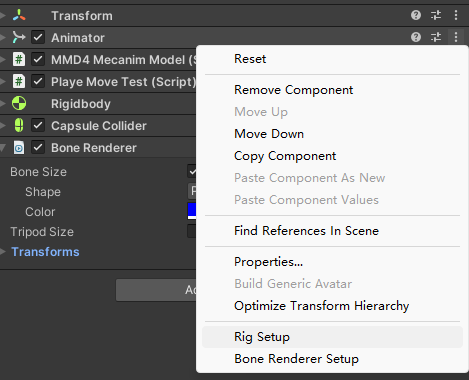 Transform
Animator
MMD4 Mecanim Model (S
Playe Move Test (Script)
Rigidbody
Capsule Collider
Bone Renderer
Bone Size
Shape
Color
Tripod Size
Transforms
Reset
Remove Component
Move Up
Move Down
Copy Component
Paste Component As New
Paste Component Values
Find References In Scene
Properties...
Build Generic Avatar
Optimize Transform Hierarchy
Rig Setup
Bone Renderer Setup